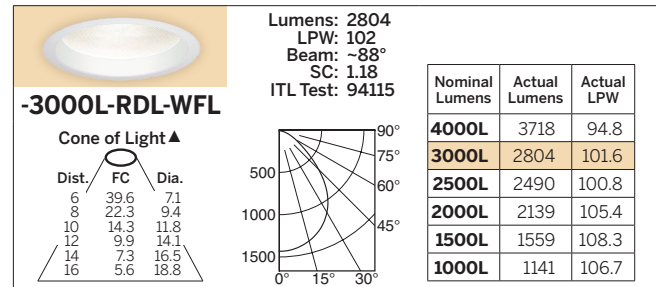 Lumens: 2804
LPW: 102
Beam: ~88°
SC: 1.18
ITL Test: 94115
-3000L-RDL-WFL
Cone of Light▲
Dist. FC Dia.
6 39.6 7.1
8 22.3 9.4
10 14.3 11.8
12 9.9 14.1
14 7.3 16.5
16 5.6 18.8
90°
75°
60°
45°
500
1000
1500
0° 15° 30°
Nominal Lumens Actual Lumens Actual LPW
4000L 3718 94.8
3000L 2804 101.6
2500L 2490 100.8
2000L 2139 105.4
1500L 1559 108.3
1000L 1141 106.7